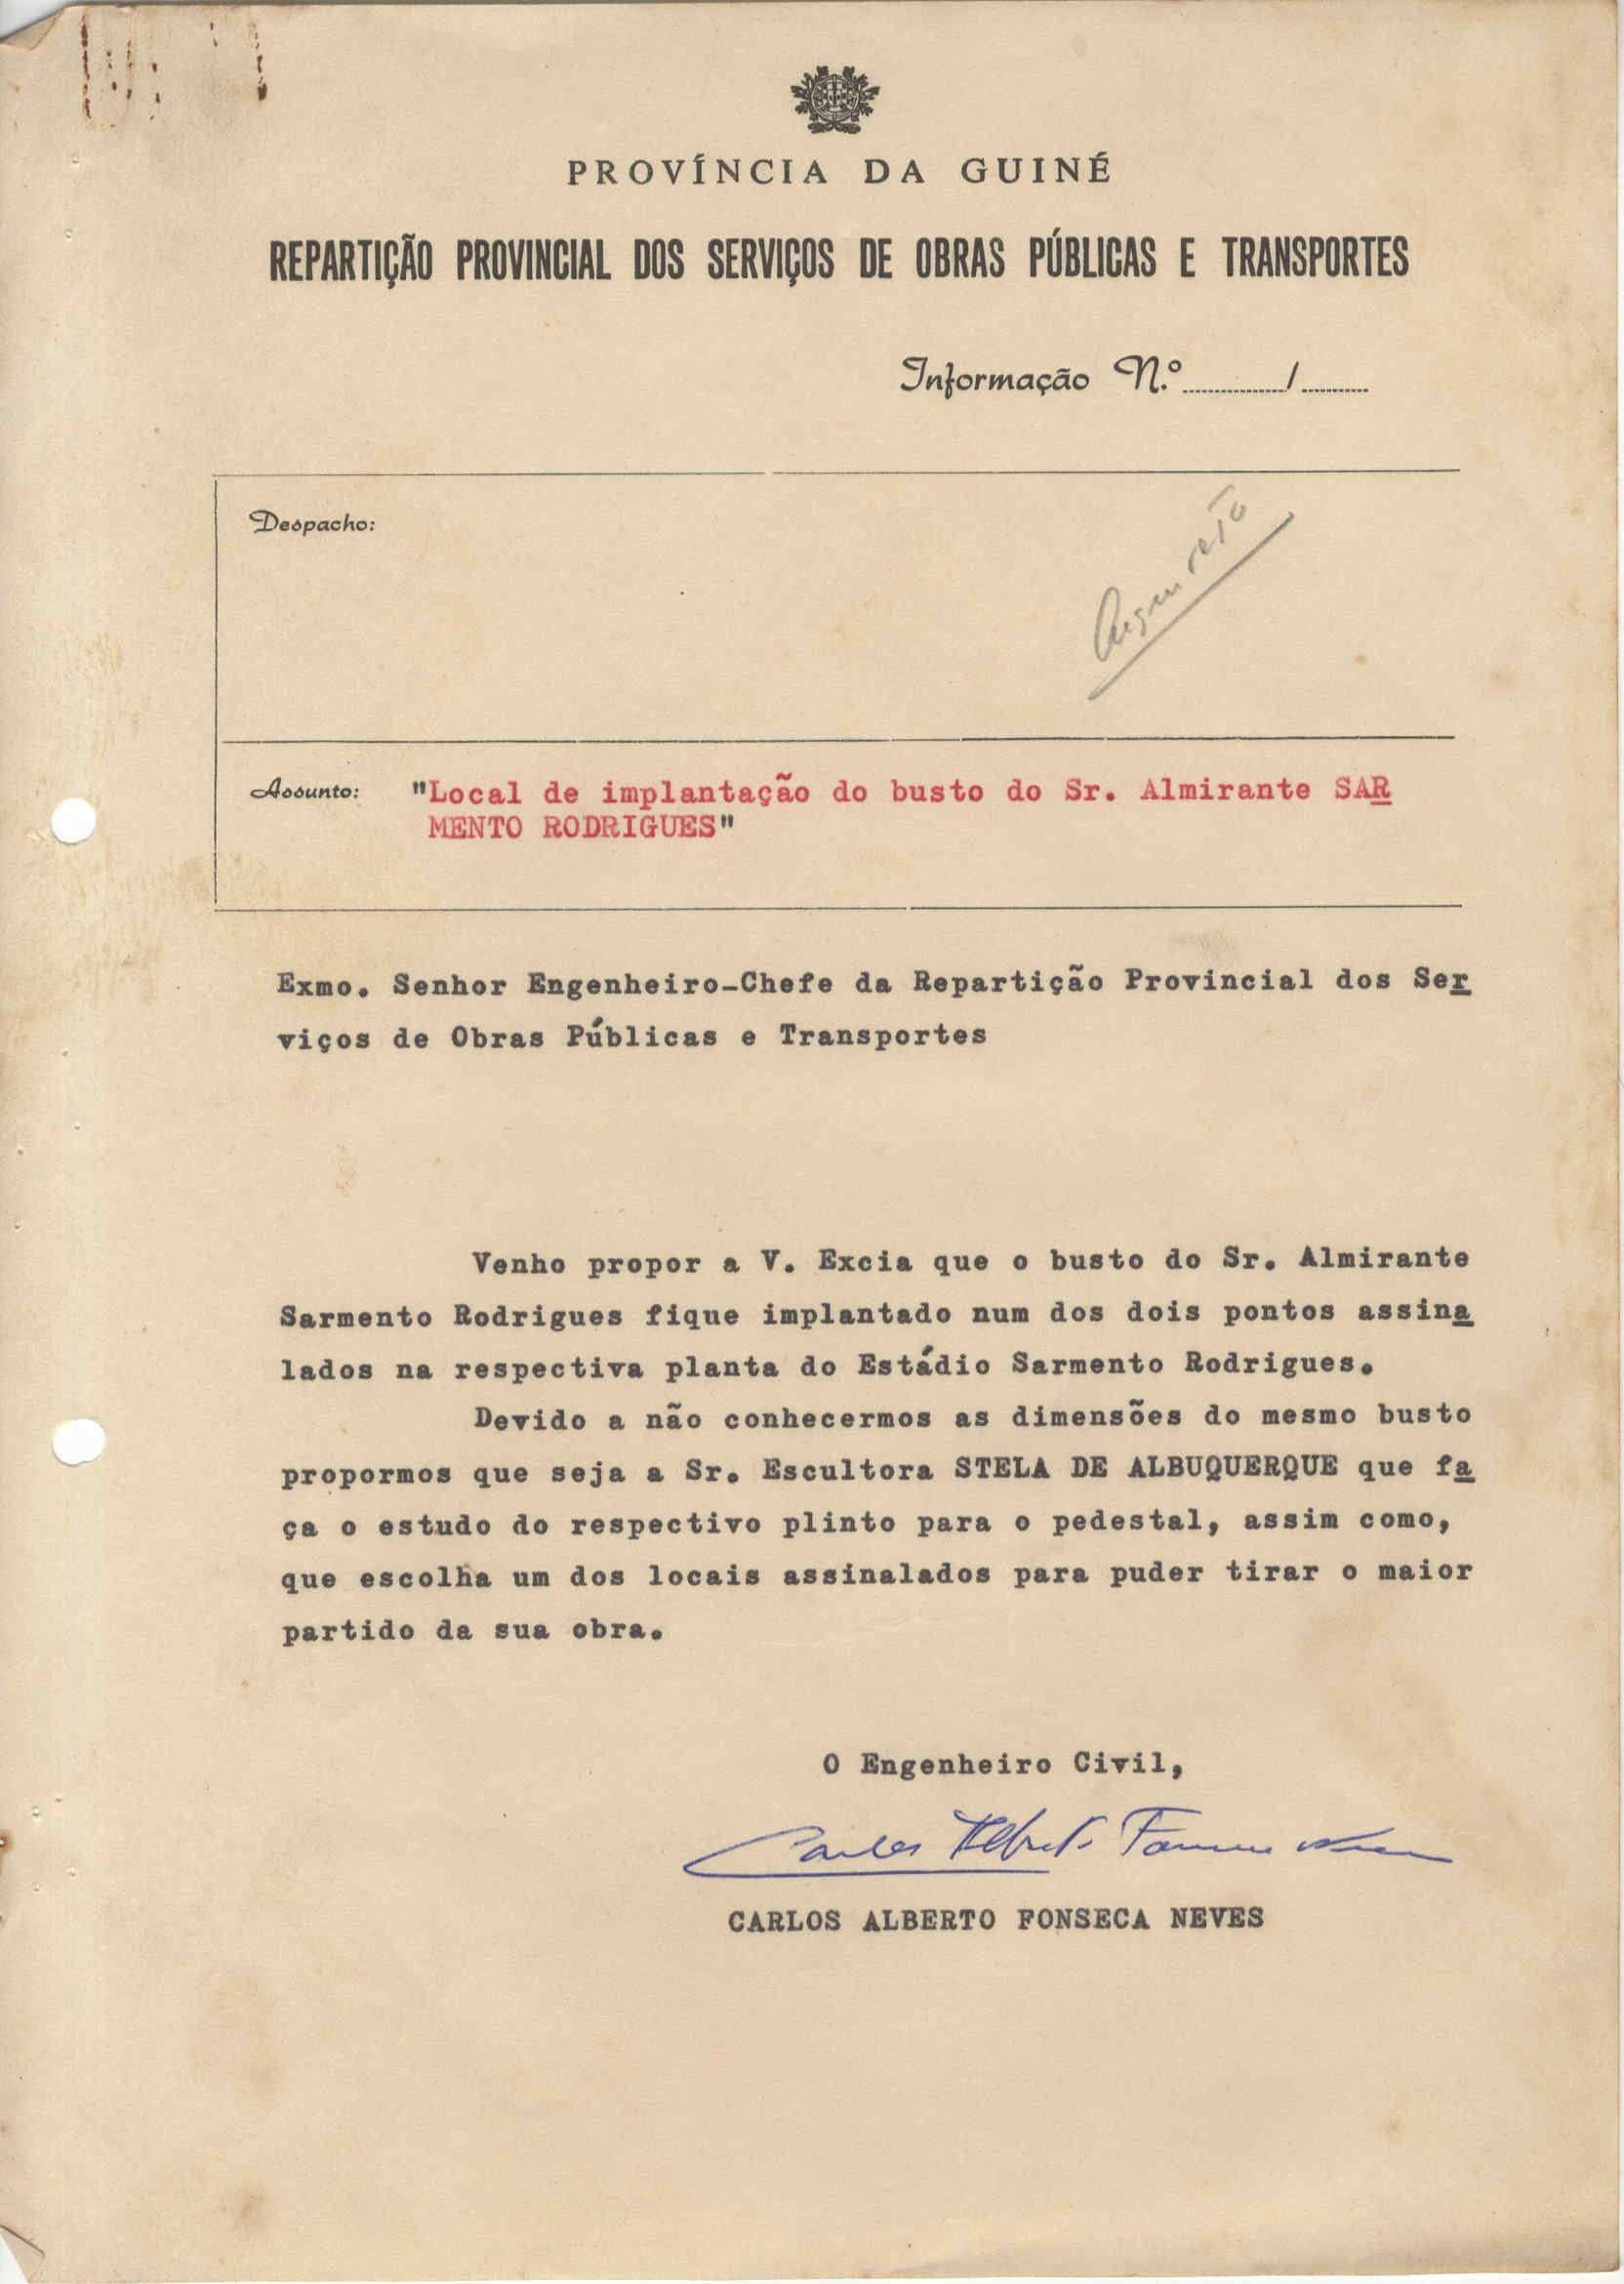 PROVÍNCIA DA GUINÉ
REPARTIÇÃO PROVINCIAL DOS SERVIÇOS DE OBRAS PÚBLICAS E TRANSPORTES
Informação N.º ............/........
Despacho:
Assunto: "Local de implantação do busto do Sr. Almirante SAR
MENTO RODRIGUES"
Exmo. Senhor Engenheiro-Chefe da Repartição Provincial dos Ser
viços de Obras Públicas e Transportes
Venho propor a V. Excia que o busto do Sr. Almirante
Sarmento Rodrigues fique implantado num dos dois pontos assina
lados na respectiva planta do Estádio Sarmento Rodrigues.
Devido a não conhecermos as dimensões do mesmo busto
propormos que seja a Sr. Escultora STELA DE ALBUQUERQUE que fa
ça o estudo do respectivo plinto para o pedestal, assim como,
que escolha um dos locais assinalados para puder tirar o maior
partido da sua obra.
O Engenheiro Civil,
Carlos Alberto Fonseca Neves
CARLOS ALBERTO FONSECA NEVES